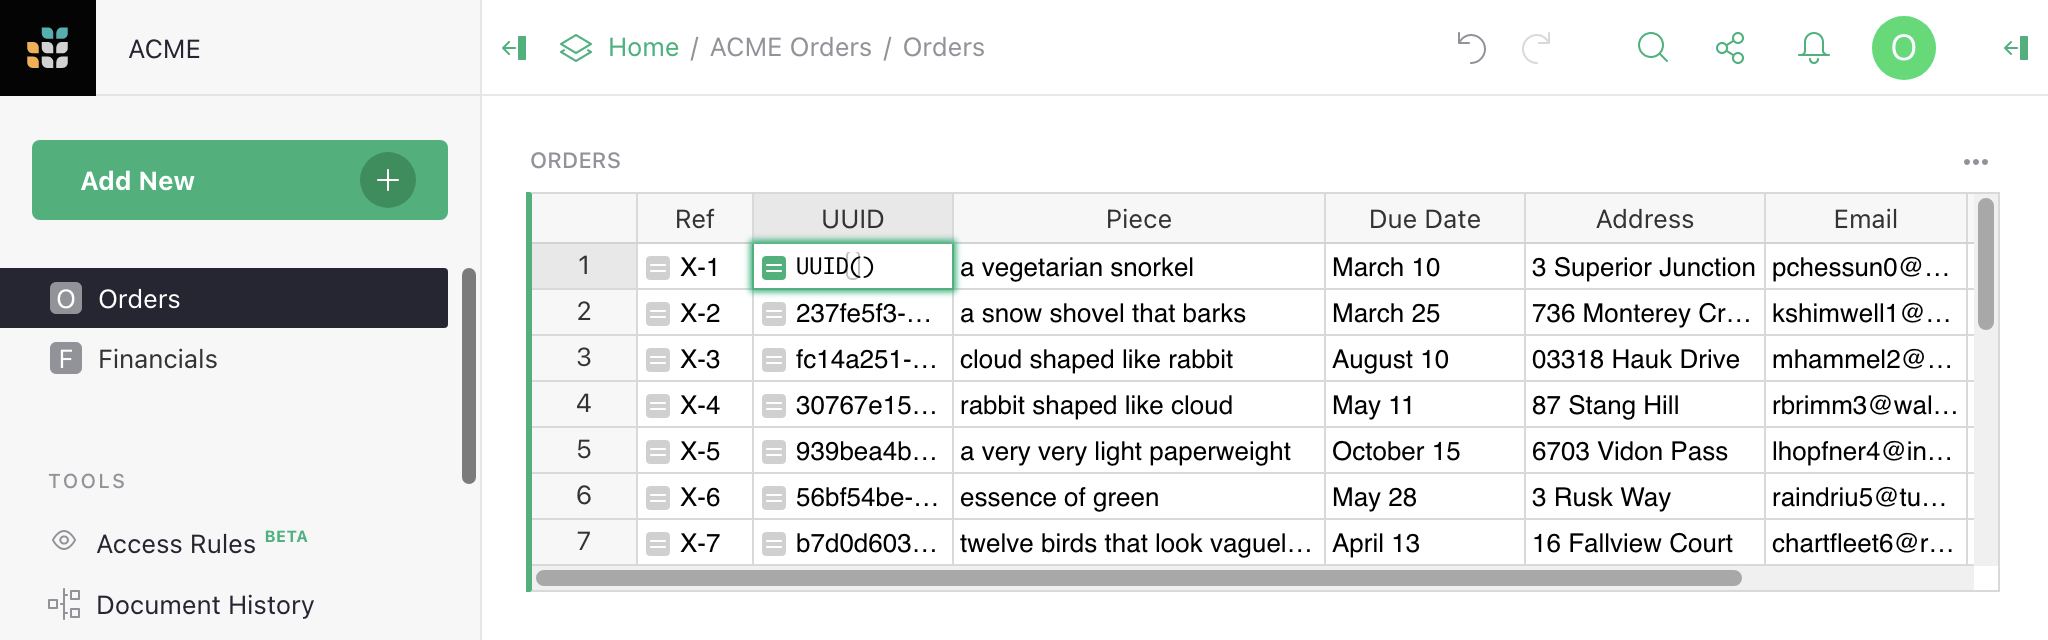 ACME
Home / ACME Orders / Orders
O
Add New
O Orders
F Financials
TOOLS
Access Rules BETA
Document History
ORDERS
Ref UUID Piece Due Date Address Email
1 X-1 UUID() a vegetarian snorkel March 10 3 Superior Junction pchessun0@…
2 X-2 237fe5f3-… a snow shovel that barks March 25 736 Monterey Cr… kshimwell1@…
3 X-3 fc14a251-… cloud shaped like rabbit August 10 03318 Hauk Drive mhammel2@…
4 X-4 30767e15… rabbit shaped like cloud May 11 87 Stang Hill rbrimm3@wal…
5 X-5 939bea4b… a very very light paperweight October 15 6703 Vidon Pass lhopfner4@in…
6 X-6 56bf54be-… essence of green May 28 3 Rusk Way raindriu5@tu…
7 X-7 b7d0d603… twelve birds that look vaguel… April 13 16 Fallview Court chartfleet6@r…